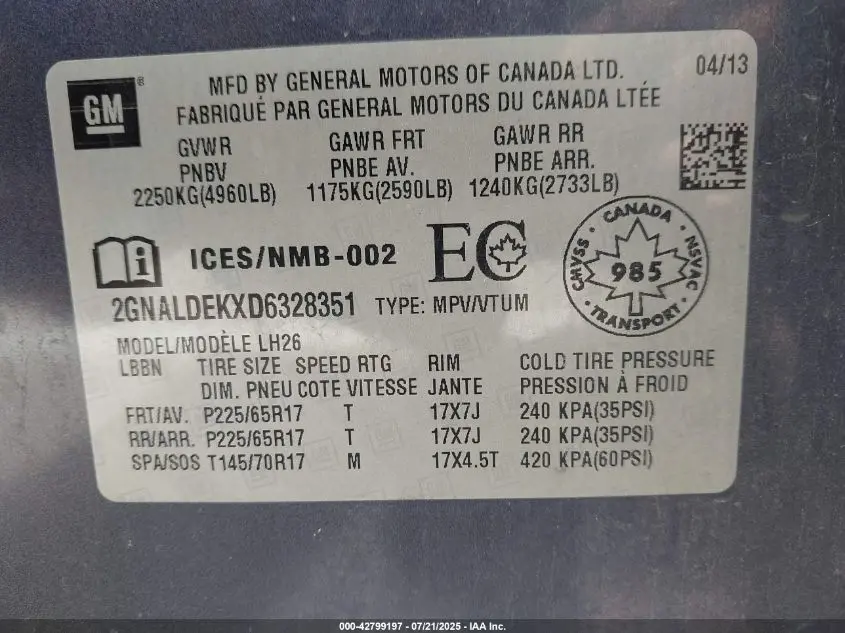 GM
MFD BY GENERAL MOTORS OF CANADA LTD.
04/13
FABRIQUÉ PAR GENERAL MOTORS DU CANADA LTÉE
GVWR GAWR FRT GAWR RR
PNBV PNBE AV. PNBE ARR.
2250KG(4960LB) 1175KG(2590LB) 1240KG(2733LB)
ICES/NMB-002
EC
CANADA
CMVSS · NSVAC
985
TRANSPORT
2GNALDEKXD6328351 TYPE: MPV/VTUM
MODEL/MODÈLE LH26
LBBN TIRE SIZE SPEED RTG RIM COLD TIRE PRESSURE
DIM. PNEU COTE VITESSE JANTE PRESSION À FROID
FRT/AV. P225/65R17 T 17X7J 240 KPA(35PSI)
RR/ARR. P225/65R17 T 17X7J 240 KPA(35PSI)
SPA/SOS T145/70R17 M 17X4.5T 420 KPA(60PSI)
000-42799197 - 07/21/2025 - IAA Inc.